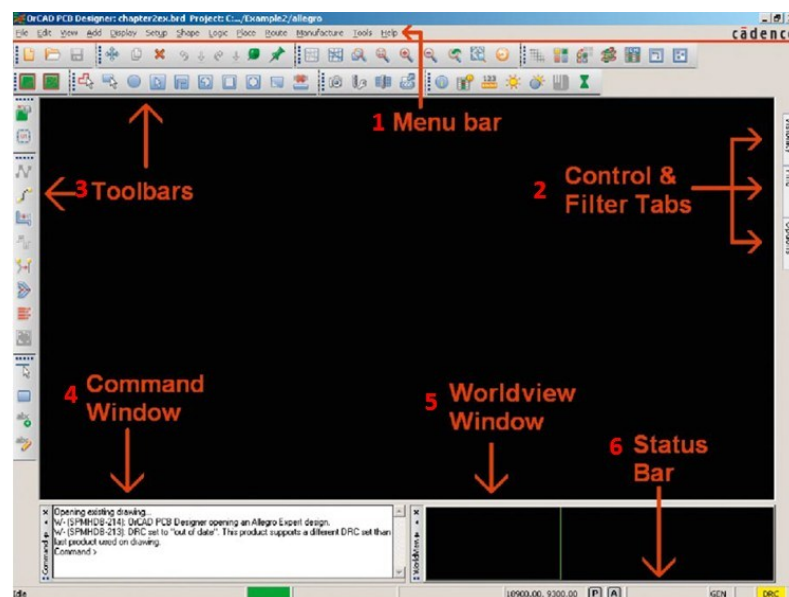 OrCAD PCB Designer: chapter2ex.brd Project: C:.../Example2/allegro
File Edit View Add Display Setup Shape Logic Place Route Manufacture Tools Help
cādence
1 Menu bar
3 Toolbars
2 Control &
Filter Tabs
Options
4 Command
Window
5 Worldview
Window
6 Status
Bar
Opening existing drawing...
W- (SPMHDB-214): OrCAD PCB Designer opening an Allegro Expert design.
W- (SPMHDB-213): DRC set to "out of date". This product supports a different DRC set than
last product used on drawing.
Command >
Command
Idle
10900.00, 9300.00 P A GEN DRC